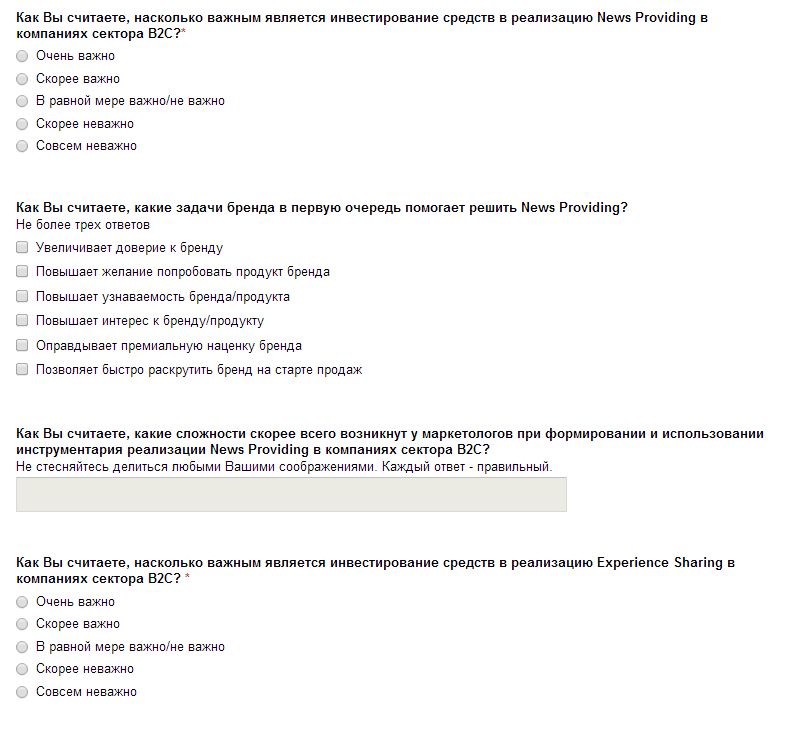 Как Вы считаете, насколько важным является инвестирование средств в реализацию News Providing в
компаниях сектора B2C?*
Очень важно
Скорее важно
В равной мере важно/не важно
Скорее неважно
Совсем неважно
Как Вы считаете, какие задачи бренда в первую очередь помогает решить News Providing?
Не более трех ответов
Увеличивает доверие к бренду
Повышает желание попробовать продукт бренда
Повышает узнаваемость бренда/продукта
Повышает интерес к бренду/продукту
Оправдывает премиальную наценку бренда
Позволяет быстро раскрутить бренд на старте продаж
Как Вы считаете, какие сложности скорее всего возникнут у маркетологов при формировании и использовании
инструментария реализации News Providing в компаниях сектора B2C?
Не стесняйтесь делиться любыми Вашими соображениями. Каждый ответ - правильный.
Как Вы считаете, насколько важным является инвестирование средств в реализацию Experience Sharing в
компаниях сектора B2C? *
Очень важно
Скорее важно
В равной мере важно/не важно
Скорее неважно
Совсем неважно